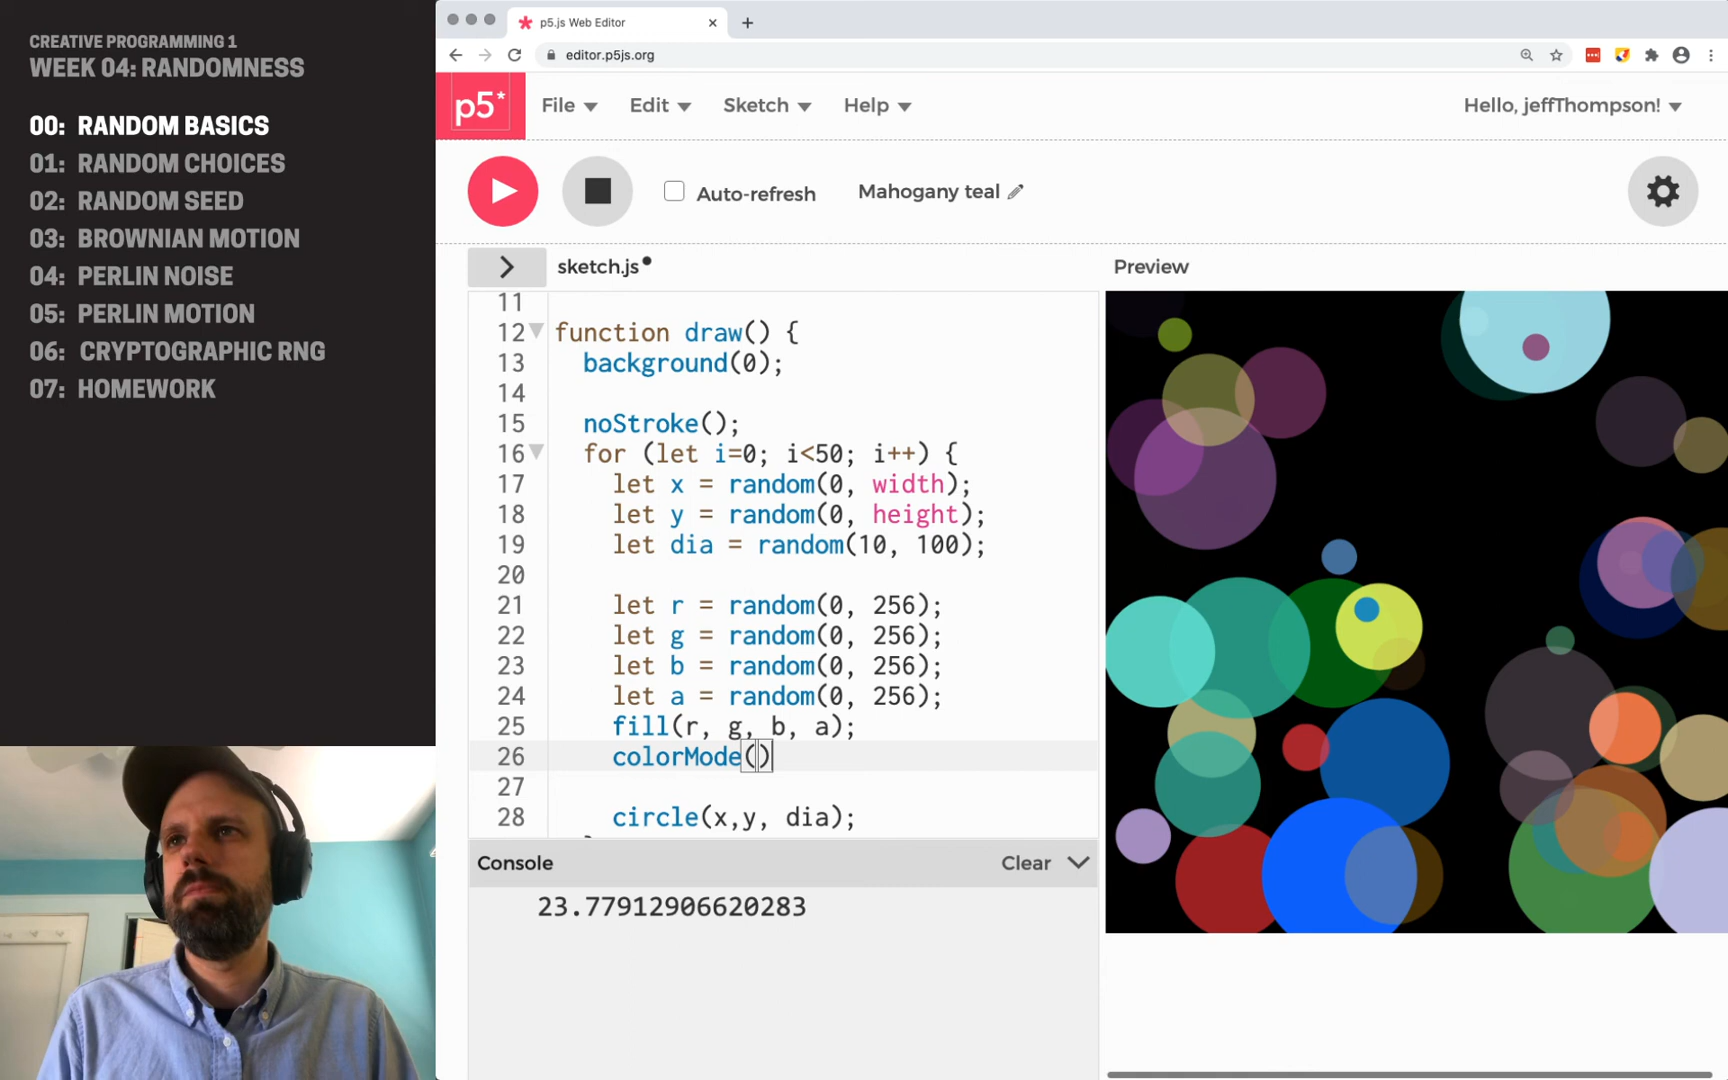 CREATIVE PROGRAMMING 1
WEEK 04: RANDOMNESS
00: RANDOM BASICS
01: RANDOM CHOICES
02: RANDOM SEED
03: BROWNIAN MOTION
04: PERLIN NOISE
05: PERLIN MOTION
06: CRYPTOGRAPHIC RNG
07: HOMEWORK
p5.js Web Editor
editor.p5js.org
p5* File Edit Sketch Help Hello, jeffThompson!
Auto-refresh Mahogany teal
sketch.js Preview
11
12 function draw() {
13 background(0);
14
15 noStroke();
16 for (let i=0; i<50; i++) {
17 let x = random(0, width);
18 let y = random(0, height);
19 let dia = random(10, 100);
20
21 let r = random(0, 256);
22 let g = random(0, 256);
23 let b = random(0, 256);
24 let a = random(0, 256);
25 fill(r, g, b, a);
26 colorMode()
27
28 circle(x,y, dia);
Console Clear
23.77912906620283